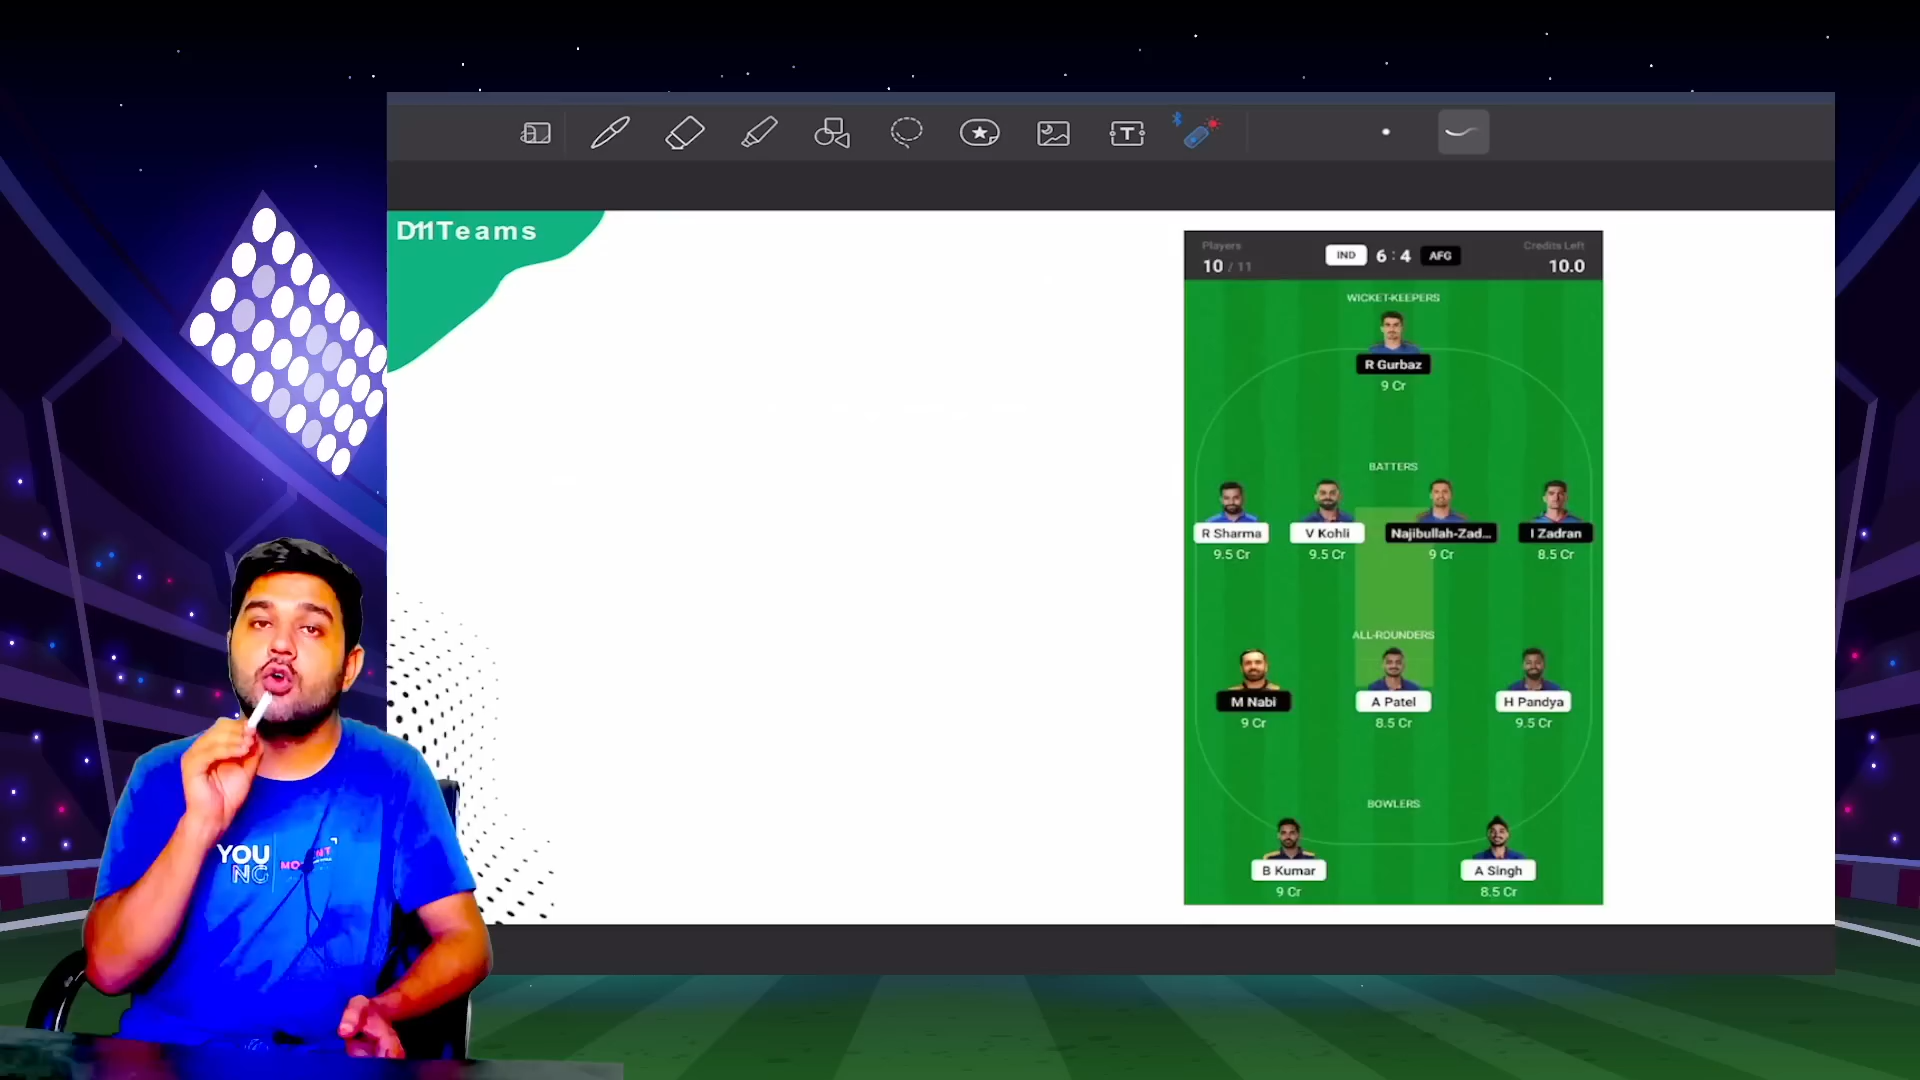 D11Teams
Players
10 / 11
IND 6 : 4 AFG
Credits Left
10.0
WICKET-KEEPERS
R Gurbaz
9 Cr
BATTERS
R Sharma V Kohli Najibullah-Zad... I Zadran
9.5 Cr 9.5 Cr 9 Cr 8.5 Cr
ALL-ROUNDERS
M Nabi A Patel H Pandya
9 Cr 8.5 Cr 9.5 Cr
BOWLERS
B Kumar A Singh
9 Cr 8.5 Cr
YOU
NG
T